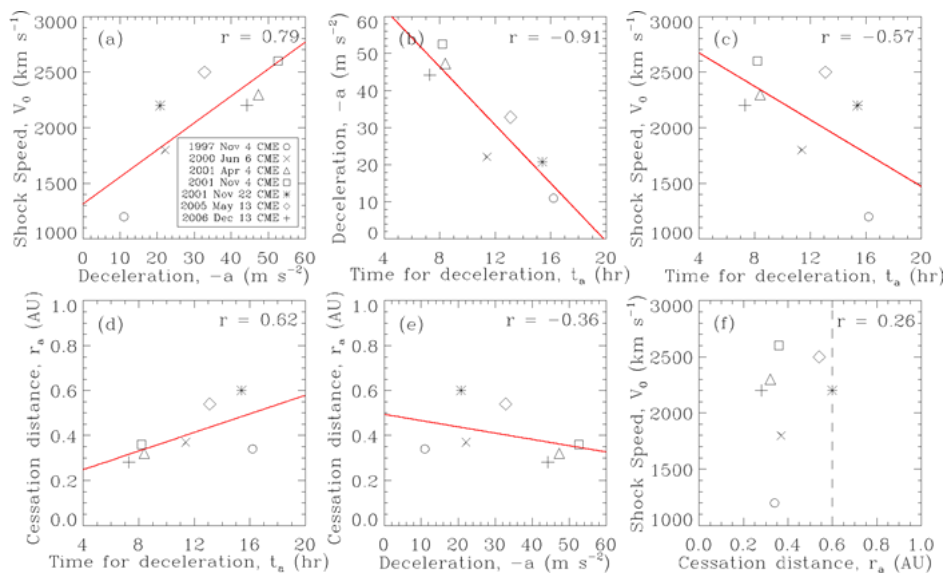 (a) r = 0.79
Shock Speed, V₀ (km s⁻¹)
3000
2500
2000
1500
1000
1997 Nov 4 CME
2000 Jun 6 CME
2001 Apr 4 CME
2001 Nov 4 CME
2001 Nov 22 CME
2005 May 13 CME
2006 Dec 13 CME
0 10 20 30 40 50 60
Deceleration, −a (m s⁻²)
(b) r = −0.91
Deceleration, −a (m s⁻²)
60
50
40
30
20
10
0
4 8 12 16 20
Time for deceleration, tₐ (hr)
(c) r = −0.57
Shock Speed, V₀ (km s⁻¹)
3000
2500
2000
1500
1000
4 8 12 16 20
Time for deceleration, tₐ (hr)
(d) r = 0.62
Cessation distance, rₐ (AU)
1.0
0.8
0.6
0.4
0.2
0.0
4 8 12 16 20
Time for deceleration, tₐ (hr)
(e) r = −0.36
Cessation distance, rₐ (AU)
1.0
0.8
0.6
0.4
0.2
0.0
0 10 20 30 40 50 60
Deceleration, −a (m s⁻²)
(f) r = 0.26
Shock Speed, V₀ (km s⁻¹)
3000
2500
2000
1500
1000
0.0 0.2 0.4 0.6 0.8 1.0
Cessation distance, rₐ (AU)